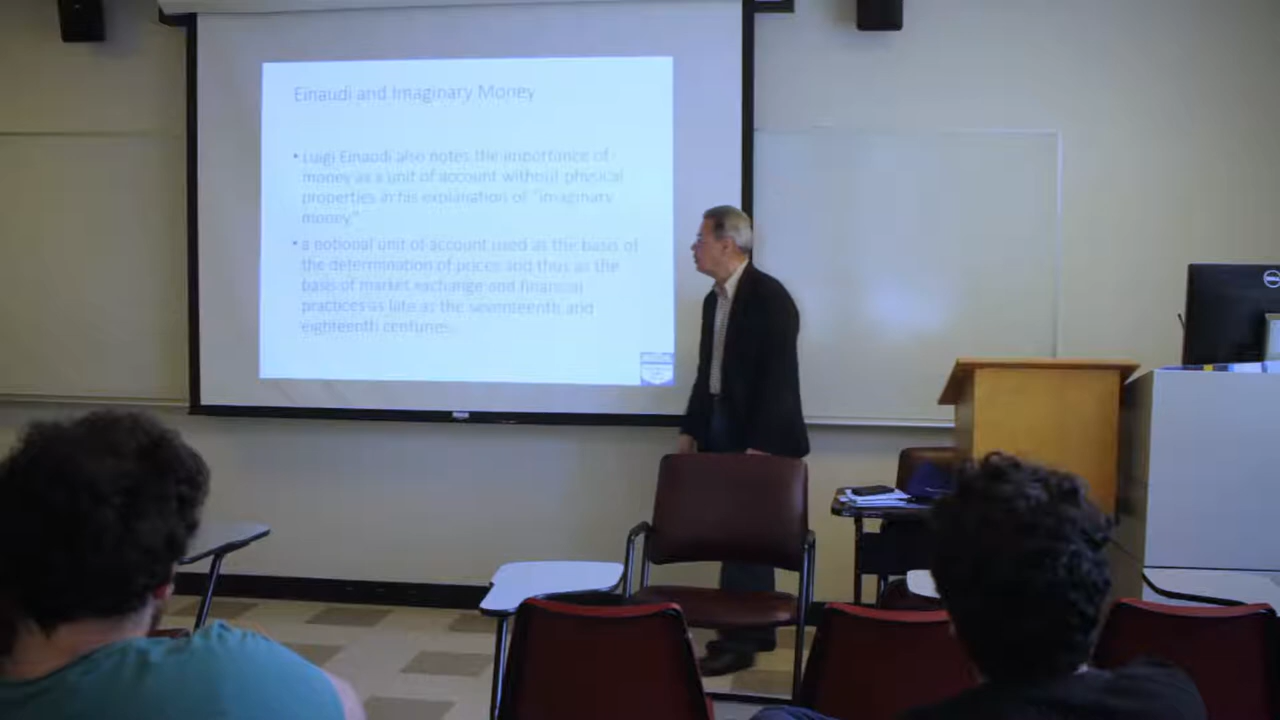 Einaudi and Imaginary Money
• Luigi Einaudi also notes the importance of
money as a unit of account without physical
properties in his explanation of "imaginary
money"
• a notional unit of account used as the basis of
the determination of prices and thus as the
basis of market exchange and financial
practices as late as the seventeenth and
eighteenth centuries.